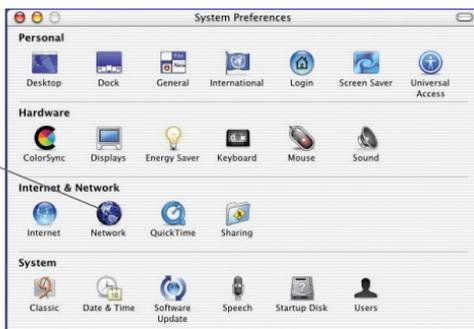 System Preferences
Personal
Desktop Dock General International Login Screen Saver Universal Access
Hardware
ColorSync Displays Energy Saver Keyboard Mouse Sound
Internet & Network
Internet Network QuickTime Sharing
System
Classic Date & Time Software Update Speech Startup Disk Users